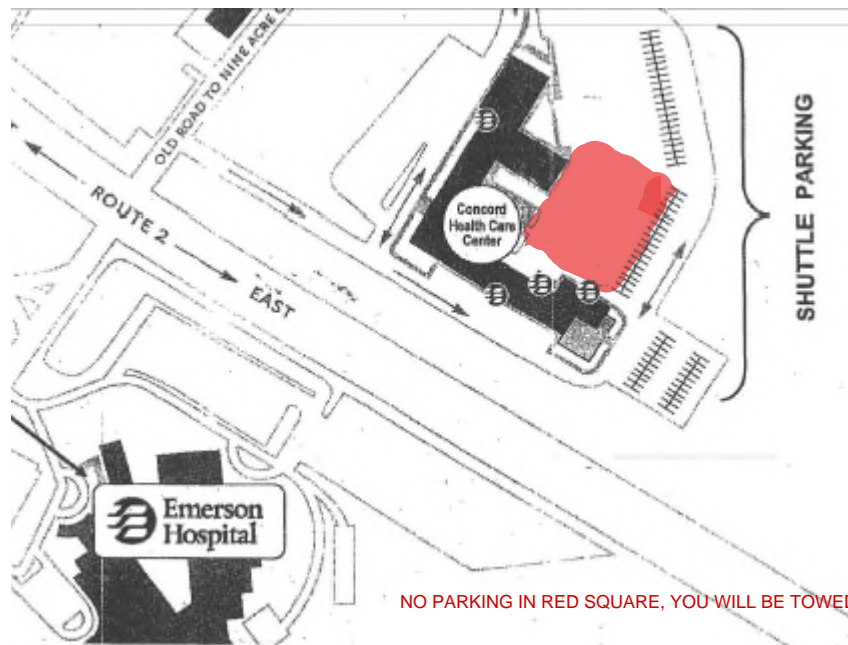 OLD ROAD TO NINE ACRE C
ROUTE 2
EAST
Concord
Health Care
Center
SHUTTLE PARKING
Emerson
Hospital
NO PARKING IN RED SQUARE, YOU WILL BE TOWED